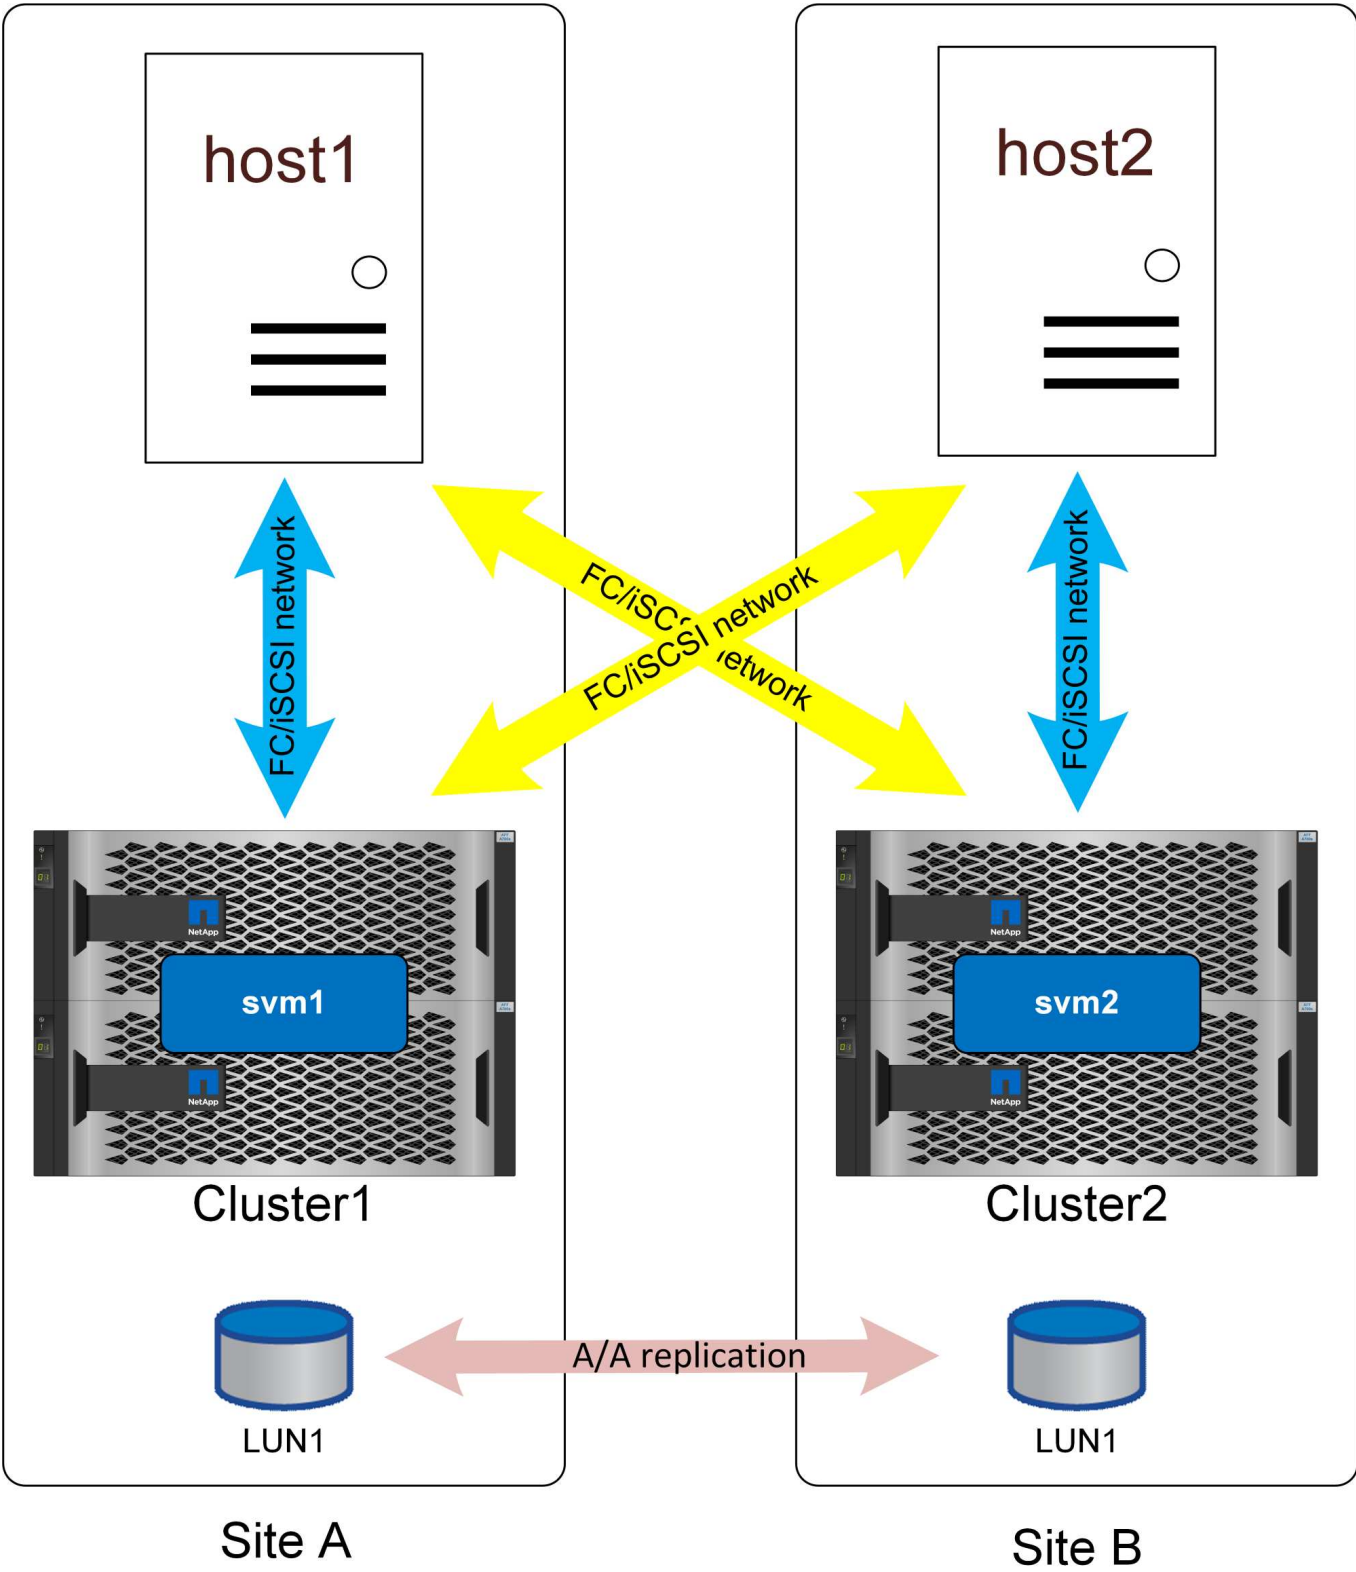 host1
host2
FC/iSCSI network
FC/iSCSI network
FC/iSCSI network
FC/iSCSI network
NetApp
NetApp
svm1
svm2
NetApp
NetApp
Cluster1
Cluster2
A/A replication
LUN1
LUN1
Site A
Site B